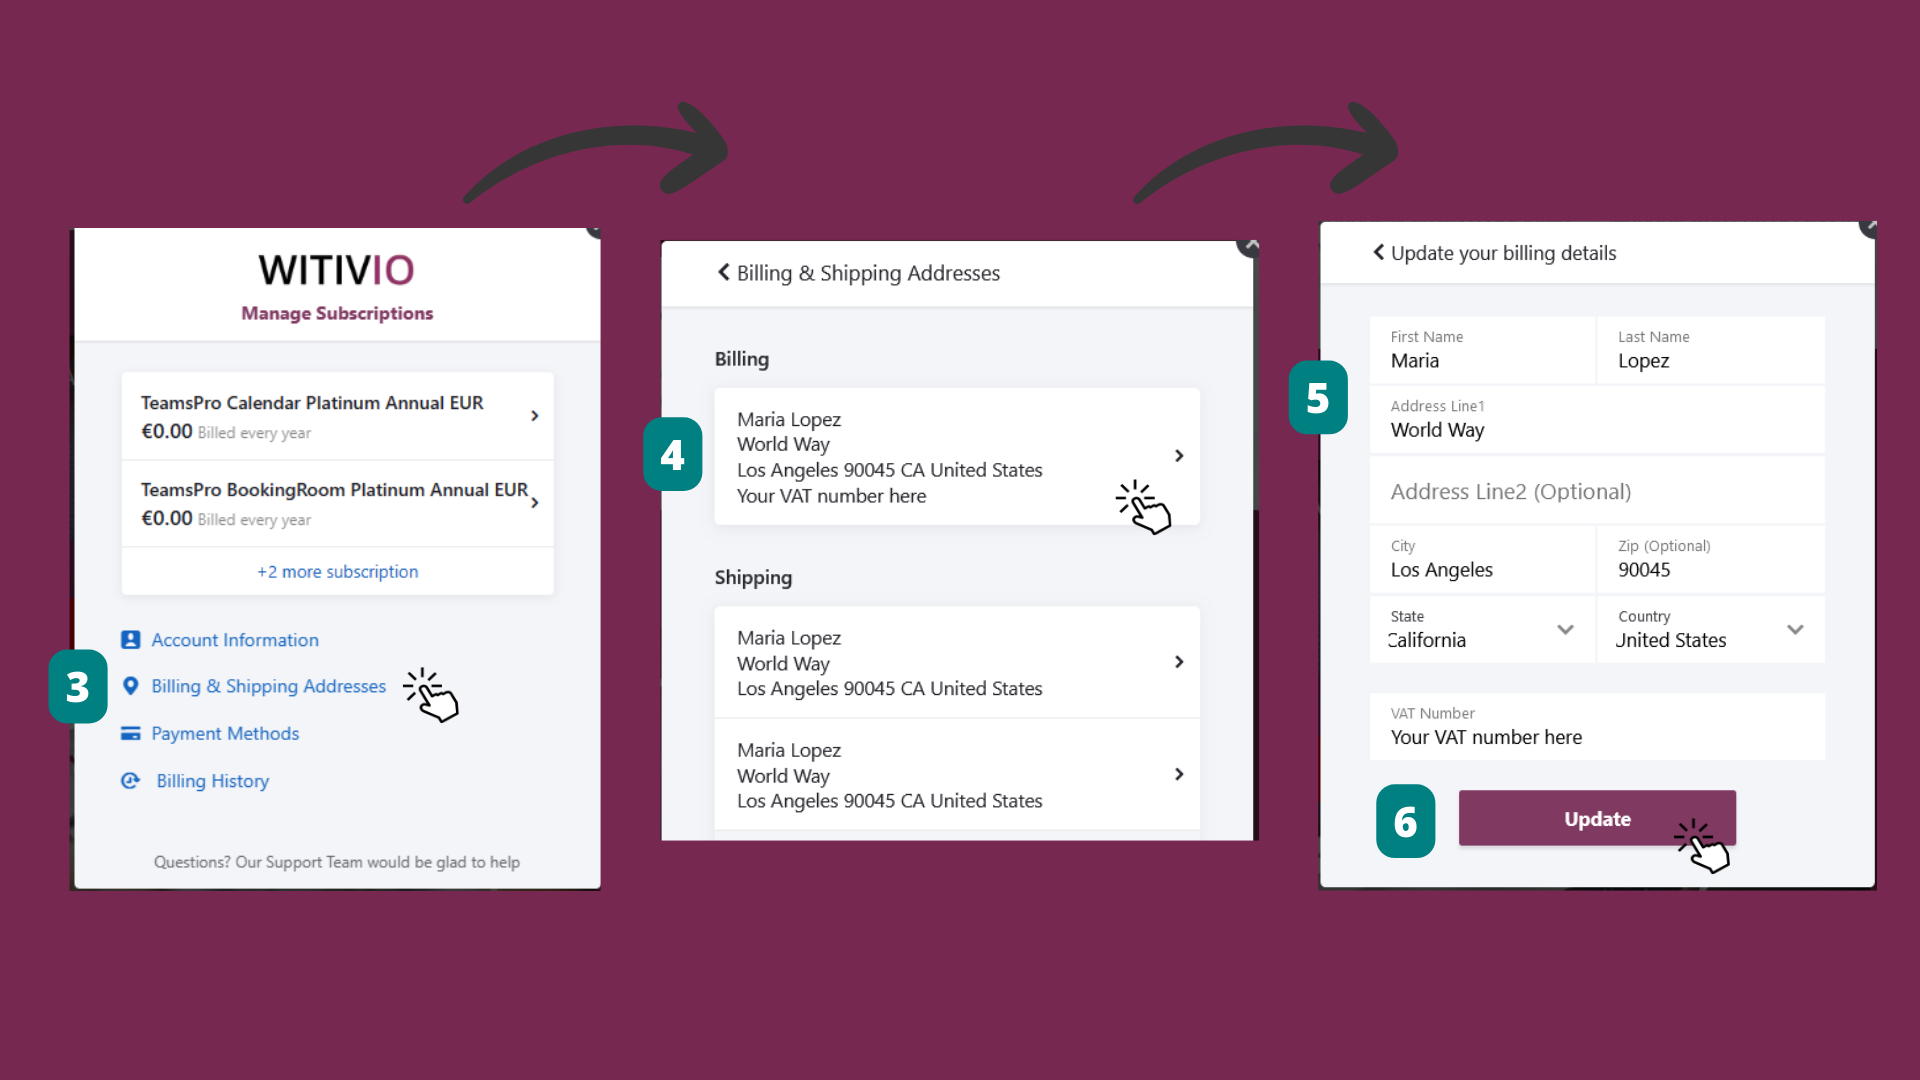 WITIVIO
Manage Subscriptions
TeamsPro Calendar Platinum Annual EUR
€0.00 Billed every year
TeamsPro BookingRoom Platinum Annual EUR
€0.00 Billed every year
+2 more subscription
Account Information
3
Billing & Shipping Addresses
Payment Methods
Billing History
Questions? Our Support Team would be glad to help
Billing & Shipping Addresses
Billing
4
Maria Lopez
World Way
Los Angeles 90045 CA United States
Your VAT number here
Shipping
Maria Lopez
World Way
Los Angeles 90045 CA United States
Maria Lopez
World Way
Los Angeles 90045 CA United States
Update your billing details
5
First Name
Maria
Last Name
Lopez
Address Line1
World Way
Address Line2 (Optional)
City
Los Angeles
Zip (Optional)
90045
State
California
Country
United States
VAT Number
Your VAT number here
6
Update